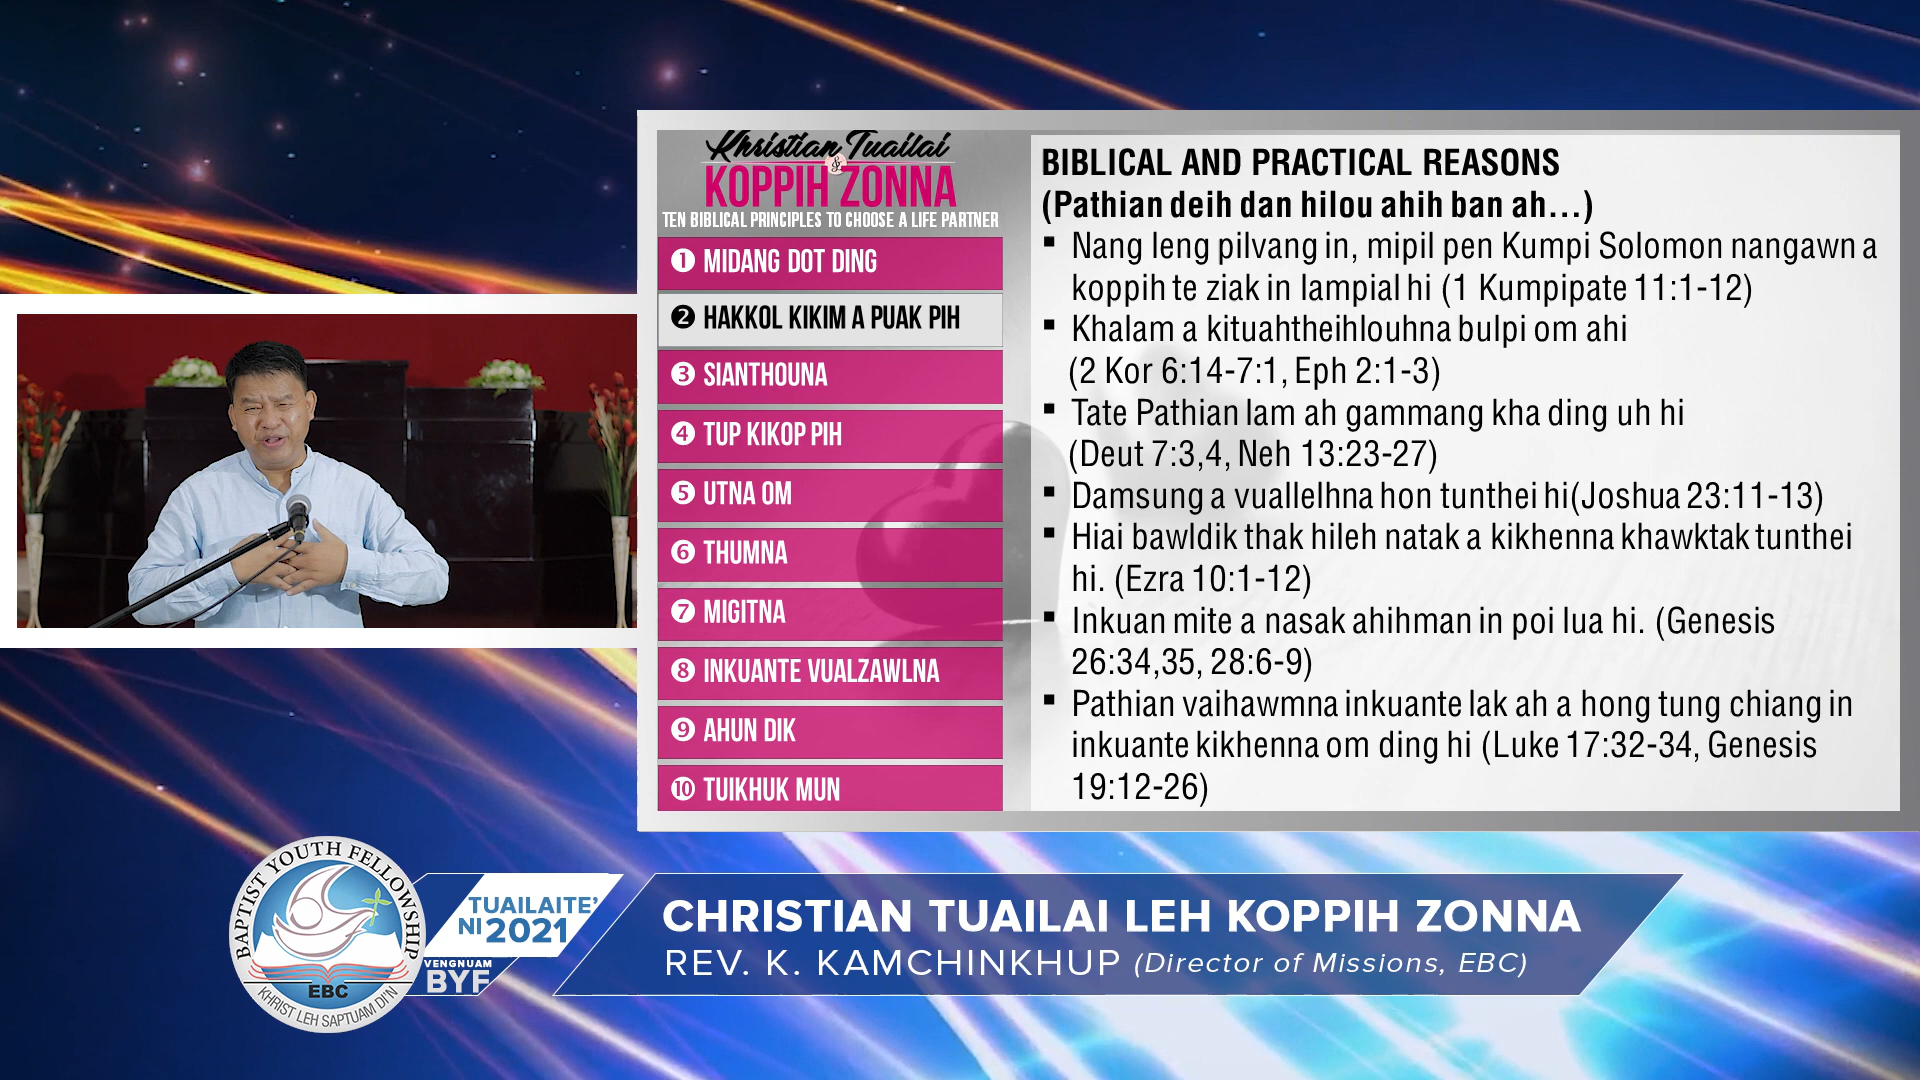 Khristian Tuailai
&
KOPPIH ZONNA
TEN BIBLICAL PRINCIPLES TO CHOOSE A LIFE PARTNER
❶ MIDANG DOT DING
❷ HAKKOL KIKIM A PUAK PIH
❸ SIANTHOUNA
❹ TUP KIKOP PIH
❺ UTNA OM
❻ THUMNA
❼ MIGITNA
❽ INKUANTE VUALZAWLNA
❾ AHUN DIK
❿ TUIKHUK MUN
BIBLICAL AND PRACTICAL REASONS
(Pathian deih dan hilou ahih ban ah...)
▪ Nang leng pilvang in, mipil pen Kumpi Solomon nangawn a
koppih te ziak in lampial hi (1 Kumpipate 11:1-12)
▪ Khalam a kituahtheihlouhna bulpi om ahi
(2 Kor 6:14-7:1, Eph 2:1-3)
▪ Tate Pathian lam ah gammang kha ding uh hi
(Deut 7:3,4, Neh 13:23-27)
▪ Damsung a vuallelhna hon tunthei hi(Joshua 23:11-13)
▪ Hiai bawldik thak hileh natak a kikhenna khawktak tunthei
hi. (Ezra 10:1-12)
▪ Inkuan mite a nasak ahihman in poi lua hi. (Genesis
26:34,35, 28:6-9)
▪ Pathian vaihawmna inkuante lak ah a hong tung chiang in
inkuante kikhenna om ding hi (Luke 17:32-34, Genesis
19:12-26)
BAPTIST YOUTH FELLOWSHIP
EBC
KHRIST LEH SAPTUAM DI'N
TUAILAITE'
NI 2021
VENGNUAM
BYF
CHRISTIAN TUAILAI LEH KOPPIH ZONNA
REV. K. KAMCHINKHUP (Director of Missions, EBC)